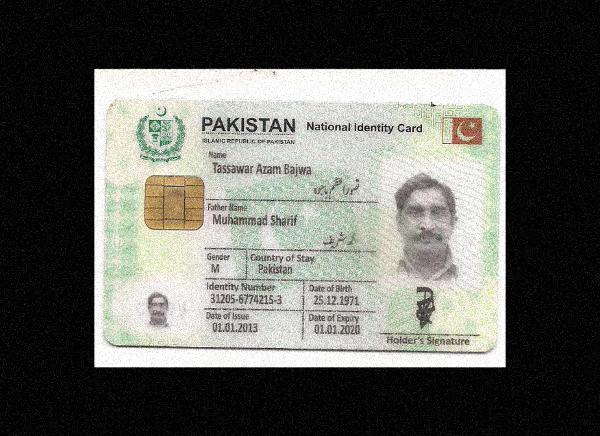 PAKISTAN National Identity Card
ISLAMIC REPUBLIC OF PAKISTAN
Name
Tassawar Azam Bajwa
تصور اعظم باجوہ
Father Name
Muhammad Sharif
محمد شریف
Gender Country of Stay
M Pakistan
Identity Number Date of Birth
31205-6774215-3 25.12.1971
Date of Issue Date of Expiry
01.01.2013 01.01.2020
Holder's Signature